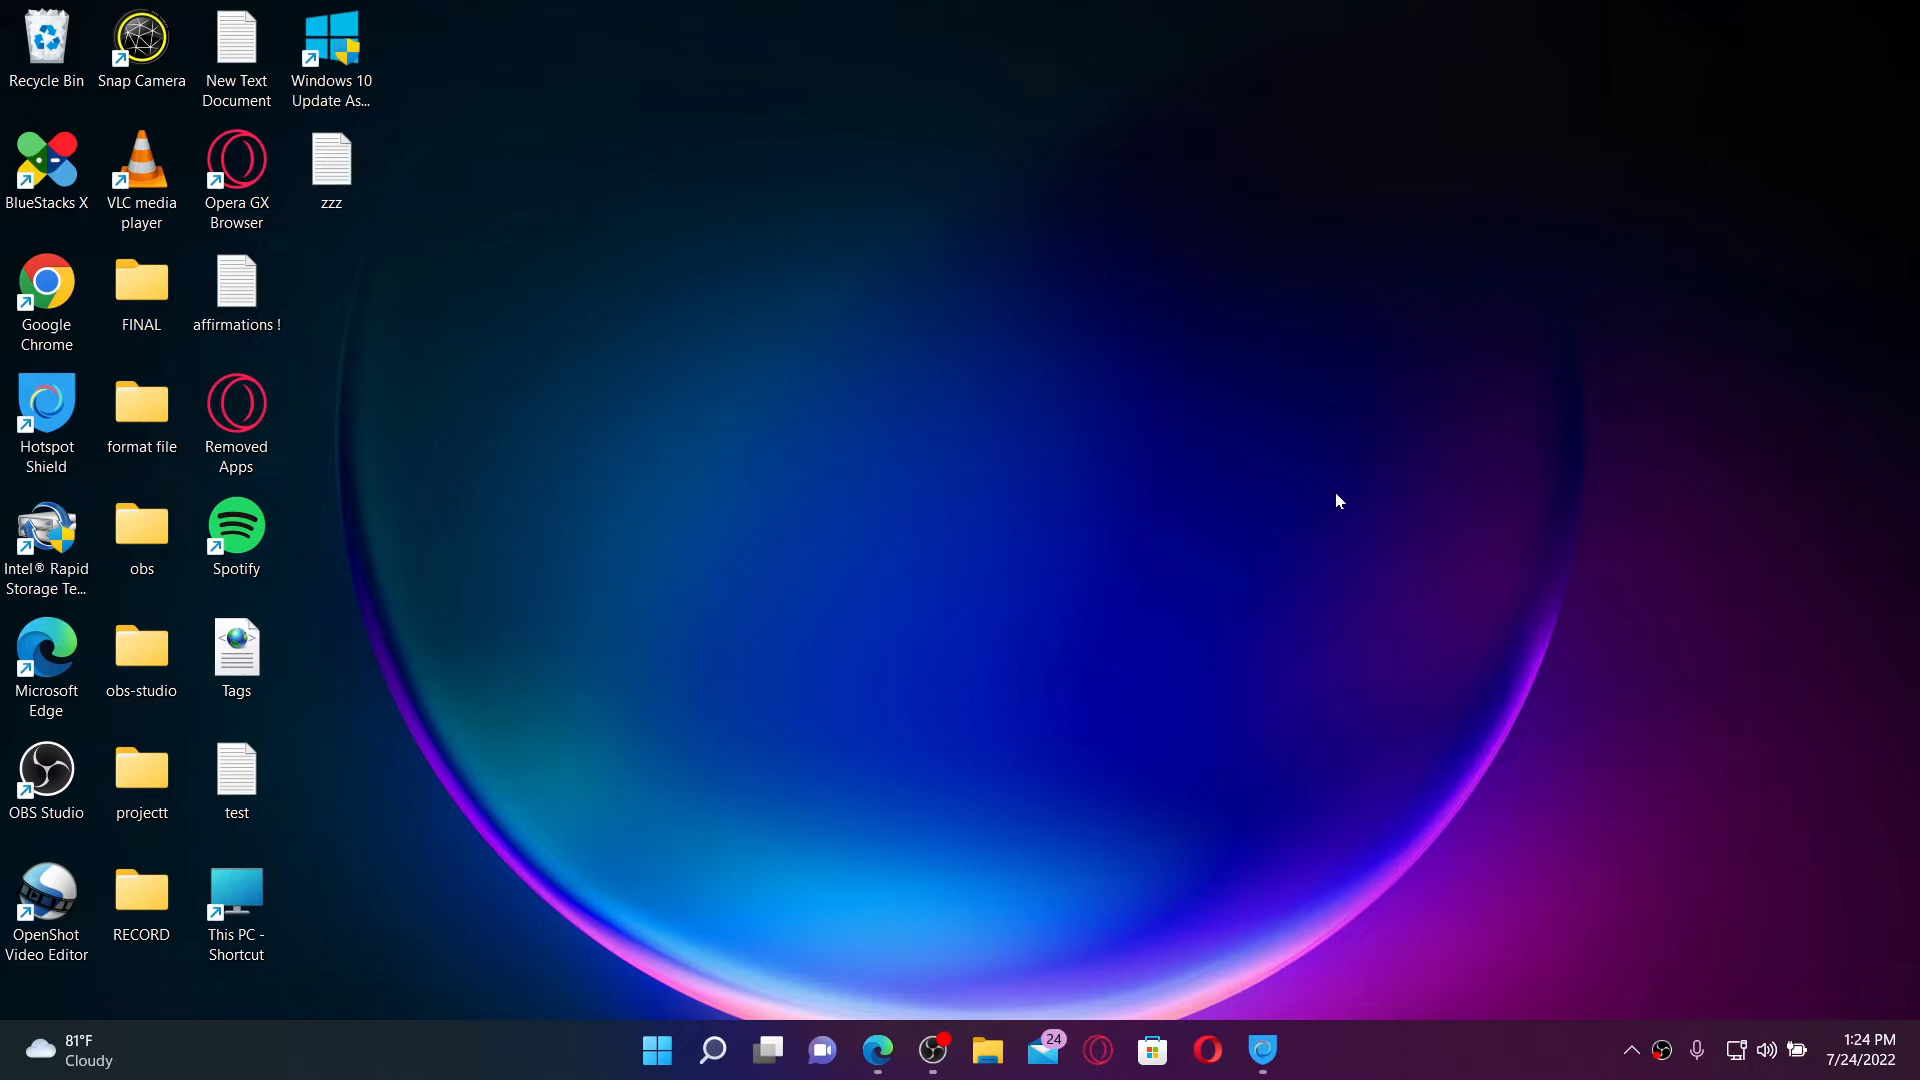 Recycle Bin
Snap Camera
New Text
Document
Windows 10
Update As...
BlueStacks X
VLC media
player
Opera GX
Browser
zzz
Google
Chrome
FINAL
affirmations !
Hotspot
Shield
format file
Removed
Apps
Intel® Rapid
Storage Te...
obs
Spotify
Microsoft
Edge
obs-studio
Tags
OBS Studio
projectt
test
OpenShot
Video Editor
RECORD
This PC -
Shortcut
81°F
Cloudy
24
1:24 PM
7/24/2022